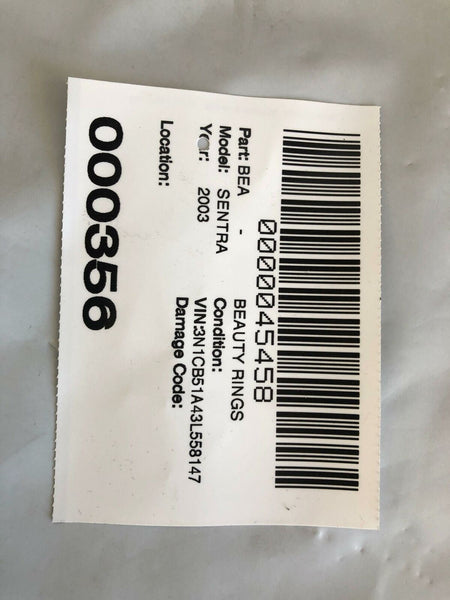 0000045458
Part: BEA - BEAUTY RINGS
Model: SENTRA Condition:
Year: 2003 VIN:3N1CB51A43L558147
Damage Code:
Location:
000356